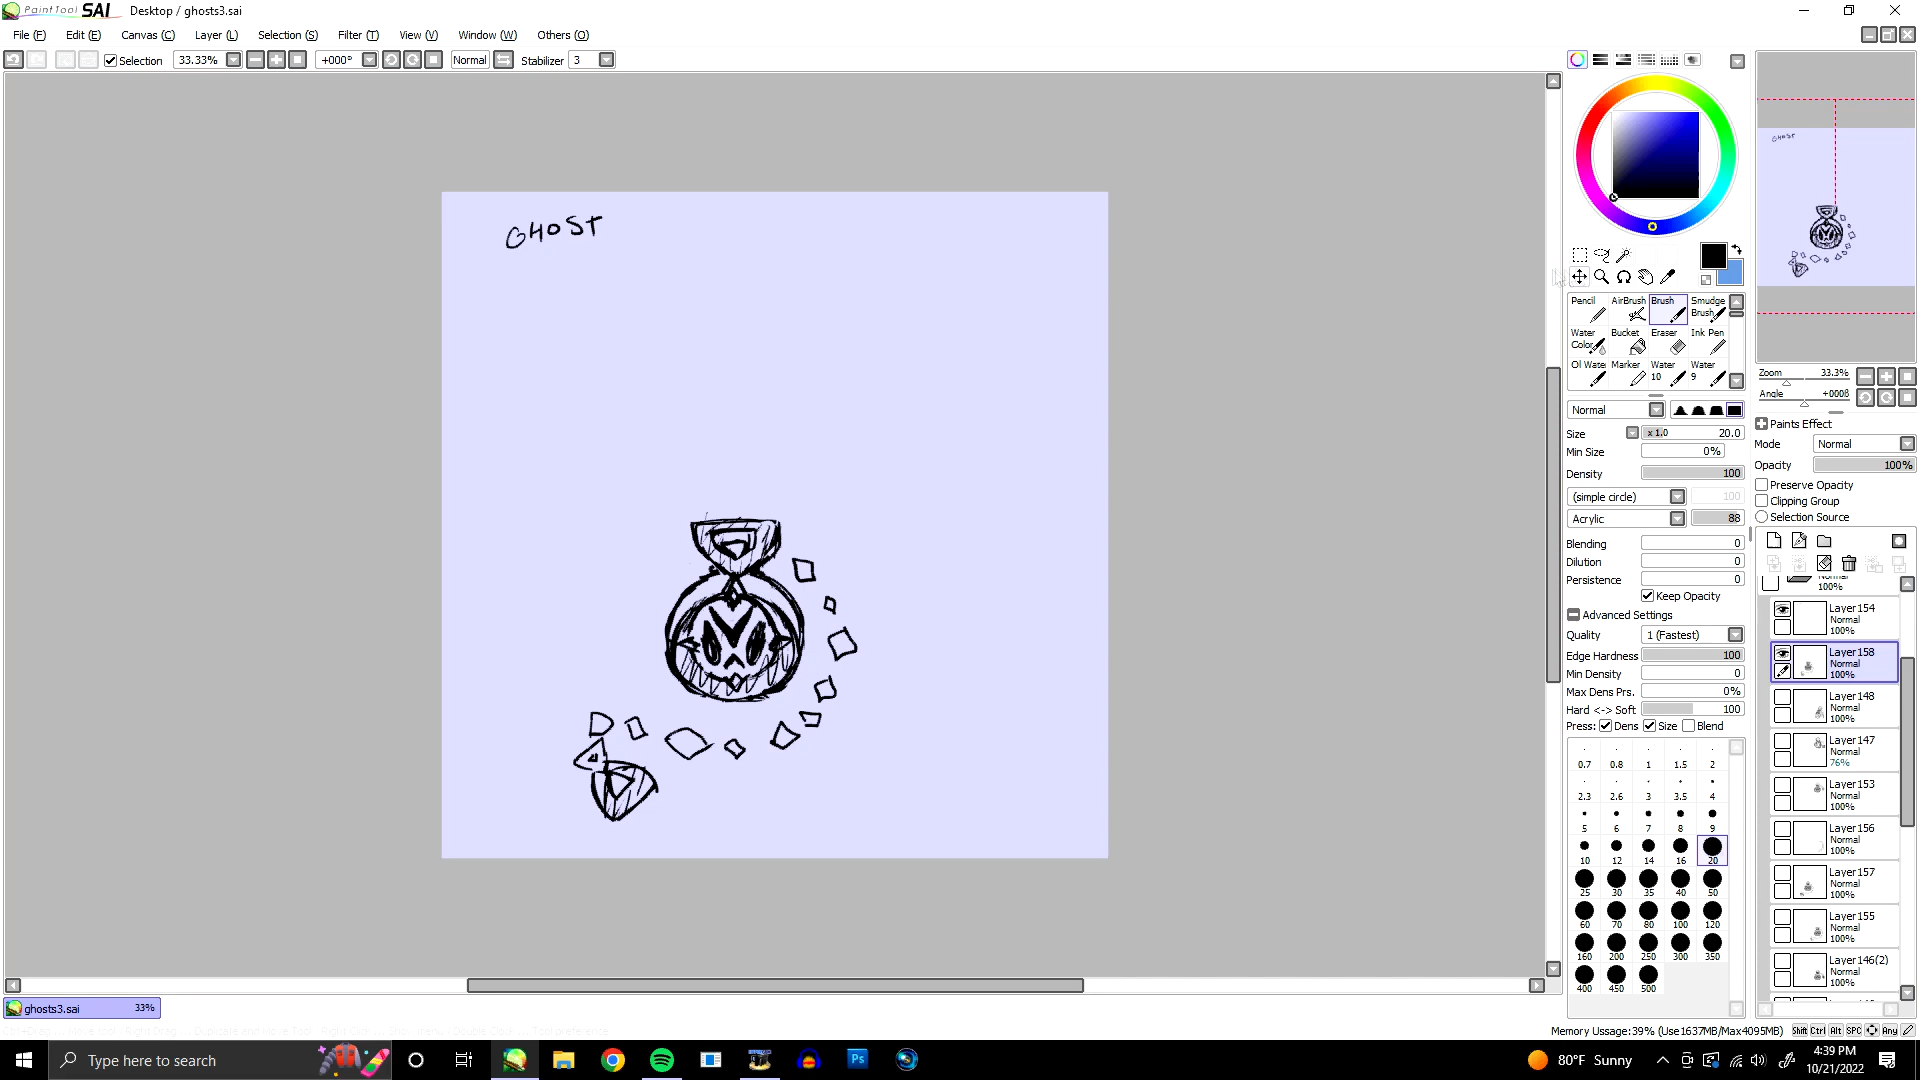 PaintTool SAI Desktop / ghosts3.sai
File (F) Edit (E) Canvas (C) Layer (L) Selection (S) Filter (T) View (V) Window (W) Others (O)
Selection 33.33% +000° Normal Stabilizer 3
GHOST
Pencil AirBrush Brush Smudge Brush
Water Color Bucket Eraser Ink Pen
Oil Wate Marker Water 10 Water 9
Normal
Size x 1.0 20.0
Min Size 0%
Density 100
(simple circle) 100
Acrylic 88
Blending 0
Dilution 0
Persistence 0
Keep Opacity
Advanced Settings
Quality 1 (Fastest)
Edge Hardness 100
Min Density 0
Max Dens Prs. 0%
Hard <-> Soft 100
Press: Dens Size Blend
0.7 0.8 1 1.5 2
2.3 2.6 3 3.5 4
5 6 7 8 9
10 12 14 16 20
25 30 35 40 50
60 70 80 100 120
160 200 250 300 350
400 450 500
GHOST
Zoom 33.3%
Angle +000ß
Paints Effect
Mode Normal
Opacity 100%
Preserve Opacity
Clipping Group
Selection Source
Normal
100%
Layer154
Normal
100%
Layer158
Normal
100%
Layer148
Normal
100%
Layer147
Normal
76%
Layer153
Normal
100%
Layer156
Normal
100%
Layer157
Normal
100%
Layer155
Normal
100%
Layer146(2)
Normal
100%
ghosts3.sai 33%
Memory Ussage:39% (Use1637MB/Max4095MB) Shift Ctrl Alt SPC Any
Type here to search
Ps
80°F Sunny
4:39 PM
10/21/2022